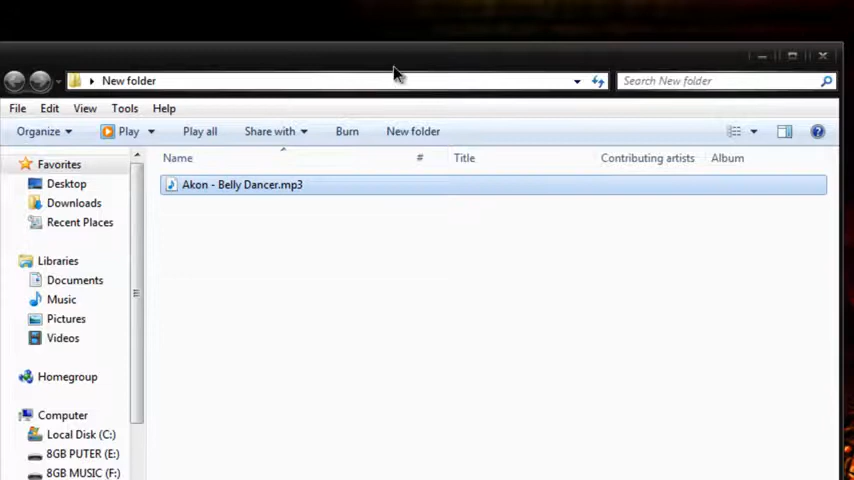 New folder
Search New folder
File Edit View Tools Help
Organize Play Play all Share with Burn New folder
Name # Title Contributing artists Album
Favorites
Akon - Belly Dancer.mp3
Desktop
Downloads
Recent Places
Libraries
Documents
Music
Pictures
Videos
Homegroup
Computer
Local Disk (C:)
8GB PUTER (E:)
8GB MUSIC (F:)